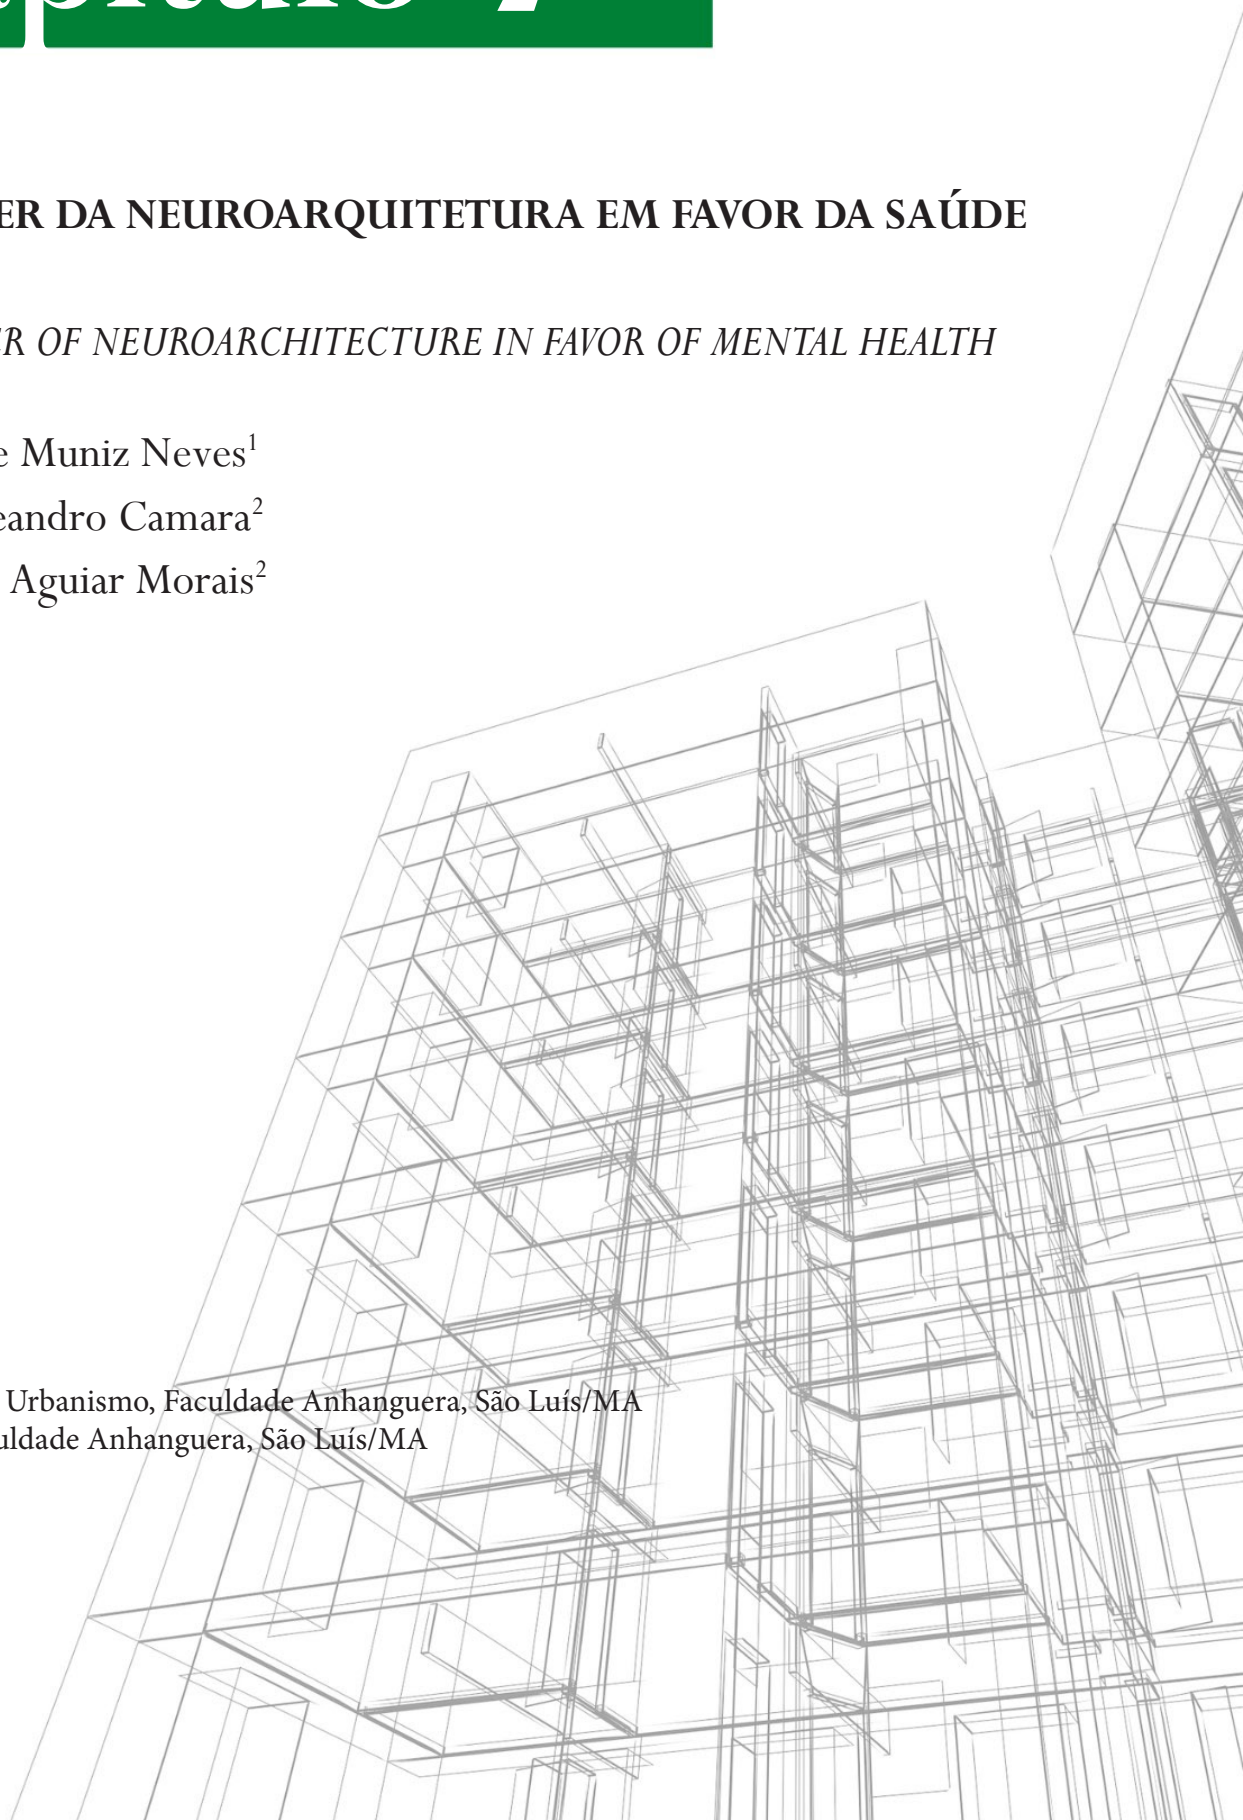 ER DA NEUROARQUITETURA EM FAVOR DA SAÚDE
ER OF NEUROARCHITECTURE IN FAVOR OF MENTAL HEALTH
e Muniz Neves¹
eandro Camara²
Aguiar Morais²
Urbanismo, Faculdade Anhanguera, São Luís/MA
uldade Anhanguera, São Luís/MA